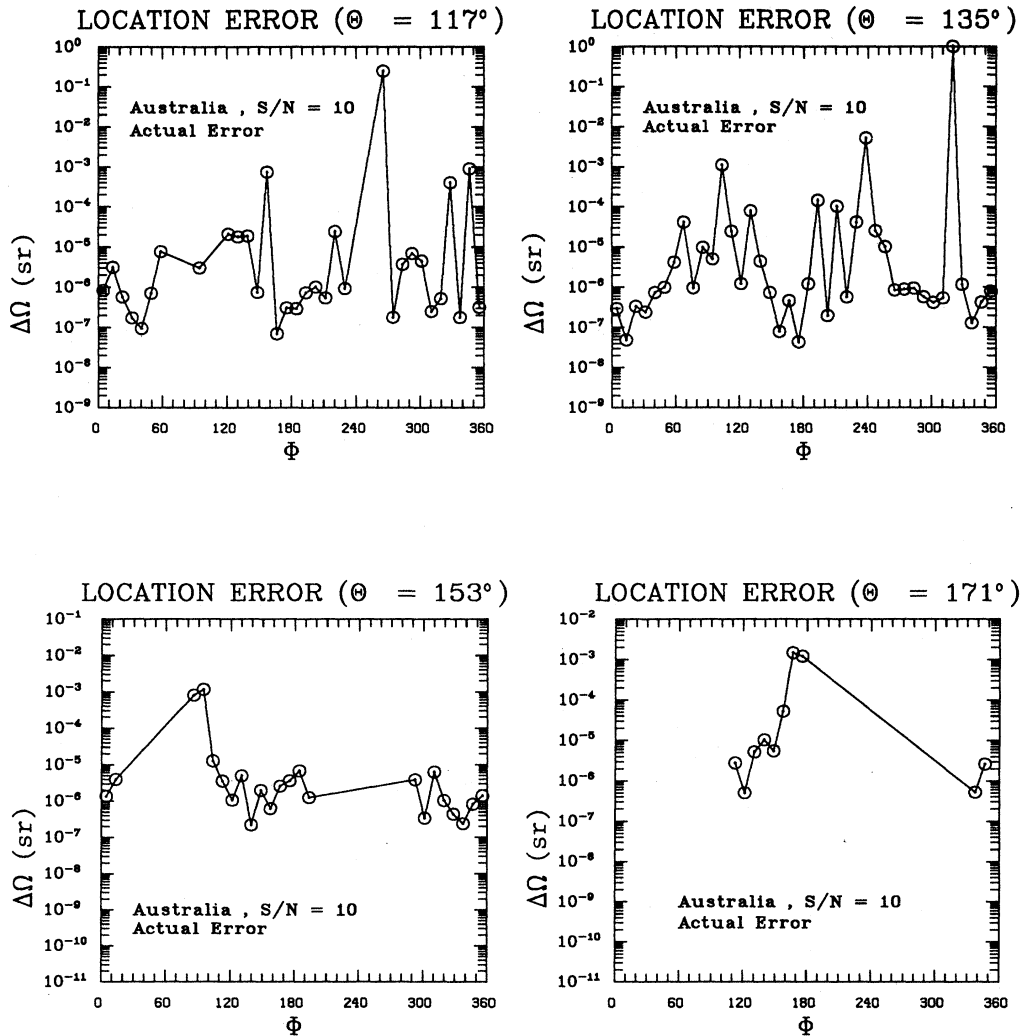 LOCATION ERROR (Θ = 117°)
10⁰
10⁻¹
10⁻²
10⁻³
10⁻⁴
10⁻⁵
10⁻⁶
10⁻⁷
10⁻⁸
10⁻⁹
ΔΩ (sr)
Australia , S/N = 10
Actual Error
0 60 120 180 240 300 360
Φ
LOCATION ERROR (Θ = 135°)
10⁰
10⁻¹
10⁻²
10⁻³
10⁻⁴
10⁻⁵
10⁻⁶
10⁻⁷
10⁻⁸
10⁻⁹
ΔΩ (sr)
Australia , S/N = 10
Actual Error
0 60 120 180 240 300 360
Φ
LOCATION ERROR (Θ = 153°)
10⁻¹
10⁻²
10⁻³
10⁻⁴
10⁻⁵
10⁻⁶
10⁻⁷
10⁻⁸
10⁻⁹
10⁻¹⁰
10⁻¹¹
ΔΩ (sr)
Australia , S/N = 10
Actual Error
0 60 120 180 240 300 360
Φ
LOCATION ERROR (Θ = 171°)
10⁻²
10⁻³
10⁻⁴
10⁻⁵
10⁻⁶
10⁻⁷
10⁻⁸
10⁻⁹
10⁻¹⁰
10⁻¹¹
ΔΩ (sr)
Australia , S/N = 10
Actual Error
0 60 120 180 240 300 360
Φ